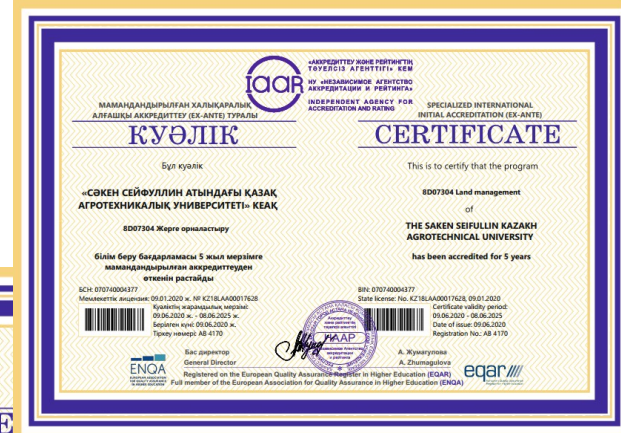 IAAR
«АККРЕДИТТЕУ ЖӘНЕ РЕЙТИНГТІҢ
ТӘУЕЛСІЗ АГЕНТТІГІ» КЕМ
НУ «НЕЗАВИСИМОЕ АГЕНТСТВО
АККРЕДИТАЦИИ И РЕЙТИНГА»
INDEPENDENT AGENCY FOR
ACCREDITATION AND RATING
МАМАНДАНДЫРЫЛҒАН ХАЛЫҚАРАЛЫҚ
АЛҒАШҚЫ АККРЕДИТТЕУ (EX-ANTE) ТУРАЛЫ
КУӘЛІК
Бұл куәлік
«СӘКЕН СЕЙФУЛЛИН АТЫНДАҒЫ ҚАЗАҚ
АГРОТЕХНИКАЛЫҚ УНИВЕРСИТЕТІ» КЕАҚ
8D07304 Жерге орналастыру
білім беру бағдарламасы 5 жыл мерзімге
мамандандырылған аккредиттеуден
өткенін растайды
БСН: 070740004377
Мемлекеттік лицензия: 09.01.2020 ж. № KZ18LAA00017628
Куәліктің жарамдылық мерзімі:
09.06.2020 ж. - 08.06.2025 ж.
Берілген күні: 09.06.2020 ж.
Тіркеу нөмері: AB 4170
SPECIALIZED INTERNATIONAL
INITIAL ACCREDITATION (EX-ANTE)
CERTIFICATE
This is to certify that the program
8D07304 Land management
of
THE SAKEN SEIFULLIN KAZAKH
AGROTECHNICAL UNIVERSITY
has been accredited for 5 years
BIN: 070740004377
State license: No. KZ18LAA00017628, 09.01.2020
Certificate validity period:
09.06.2020 - 08.06.2025
Date of issue: 09.06.2020
Registration No.: AB 4170
НААР
Бас директор
General Director
А. Жумагулова
A. Zhumagulova
ENQA
eqar
Registered on the European Quality Assurance Register in Higher Education (EQAR)
Full member of the European Association for Quality Assurance in Higher Education (ENQA)
E